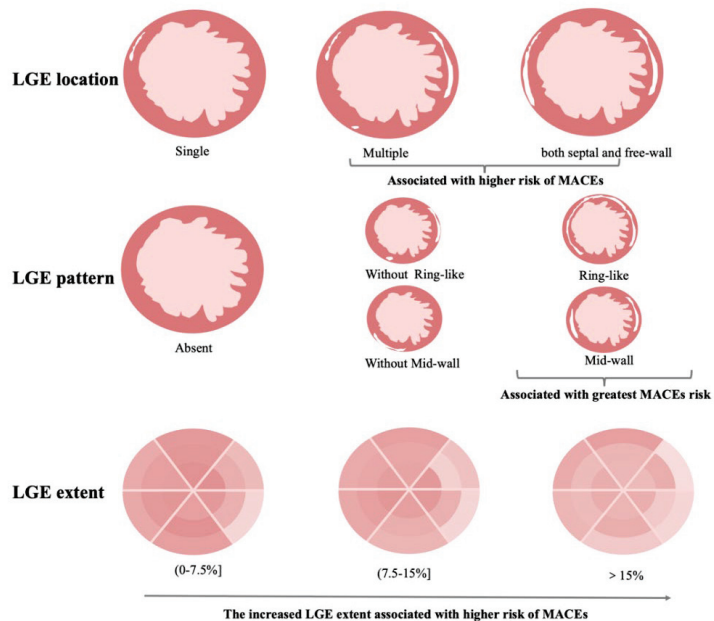 LGE location
Single
Multiple
both septal and free-wall
Associated with higher risk of MACEs
LGE pattern
Absent
Without Ring-like
Ring-like
Without Mid-wall
Mid-wall
Associated with greatest MACEs risk
LGE extent
(0-7.5%]
(7.5-15%]
> 15%
The increased LGE extent associated with higher risk of MACEs